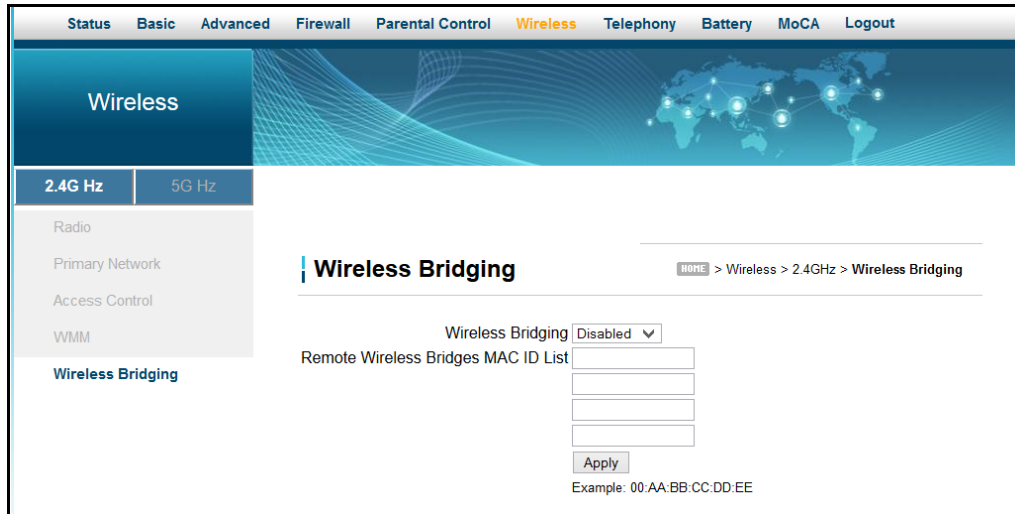 Status Basic Advanced Firewall Parental Control Wireless Telephony Battery MoCA Logout
Wireless
2.4G Hz 5G Hz
Radio
Primary Network
Access Control
WMM
Wireless Bridging
Wireless Bridging
HOME > Wireless > 2.4GHz > Wireless Bridging
Wireless Bridging Disabled
Remote Wireless Bridges MAC ID List
Apply
Example: 00:AA:BB:CC:DD:EE